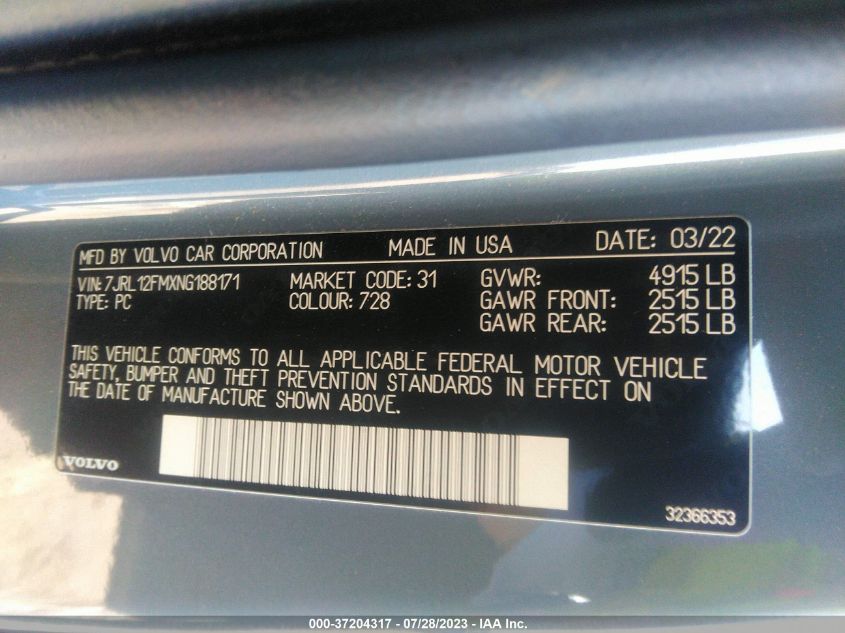 MFD BY VOLVO CAR CORPORATION MADE IN USA DATE: 03/22
VIN: 7JRL12FMXNG188171 MARKET CODE: 31 GVWR: 4915 LB
TYPE: PC COLOUR: 728 GAWR FRONT: 2515 LB
GAWR REAR: 2515 LB
THIS VEHICLE CONFORMS TO ALL APPLICABLE FEDERAL MOTOR VEHICLE
SAFETY, BUMPER AND THEFT PREVENTION STANDARDS IN EFFECT ON
THE DATE OF MANUFACTURE SHOWN ABOVE.
VOLVO
32366353
000-37204317 - 07/28/2023 - IAA Inc.